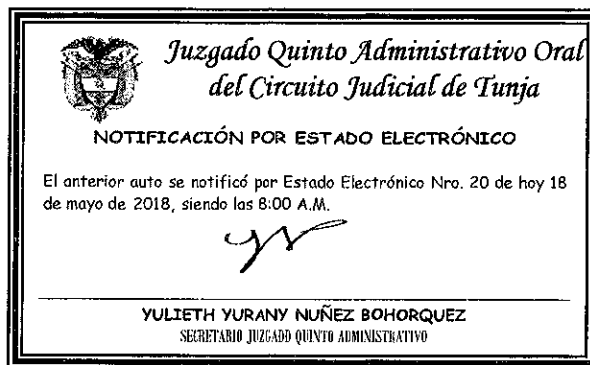 Juzgado Quinto Administrativo Oral
del Circuito Judicial de Tunja
NOTIFICACIÓN POR ESTADO ELECTRÓNICO
El anterior auto se notificó por Estado Electrónico Nro. 20 de hoy 18
de mayo de 2018, siendo las 8:00 A.M.
YULIETH YURANY NUÑEZ BOHORQUEZ
SECRETARIO JUZGADO QUINTO ADMINISTRATIVO